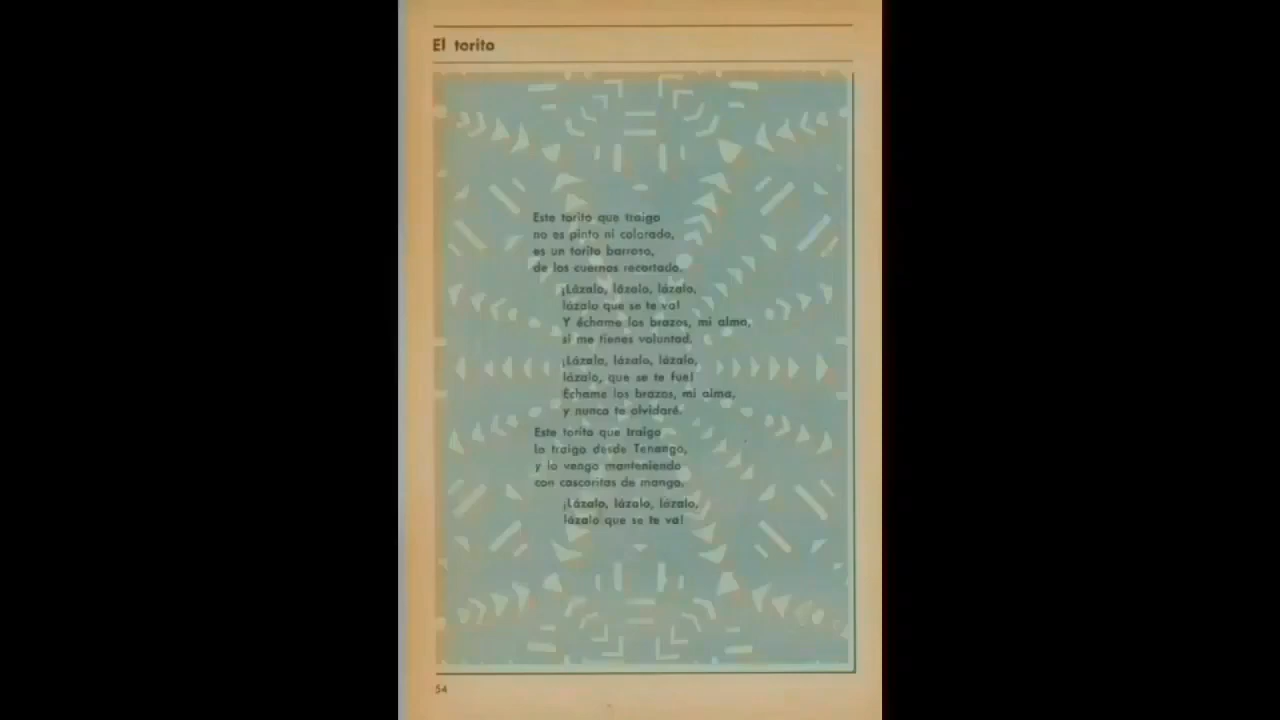 El torito
Este torito que traigo
no es pinto ni colorado,
es un torito barroso,
de los cuernos recortado.
¡Lázalo, lázalo, lázalo,
lázalo que se te va!
Y échame los brazos, mi alma,
si me tienes voluntad.
¡Lázalo, lázalo, lázalo,
lázalo, que se te fue!
Échame los brazos, mi alma,
y nunca te olvidaré.
Este torito que traigo
lo traigo desde Tenango,
y lo vengo manteniendo
con cascaritas de mango.
¡Lázalo, lázalo, lázalo,
lázalo que se te va!
54